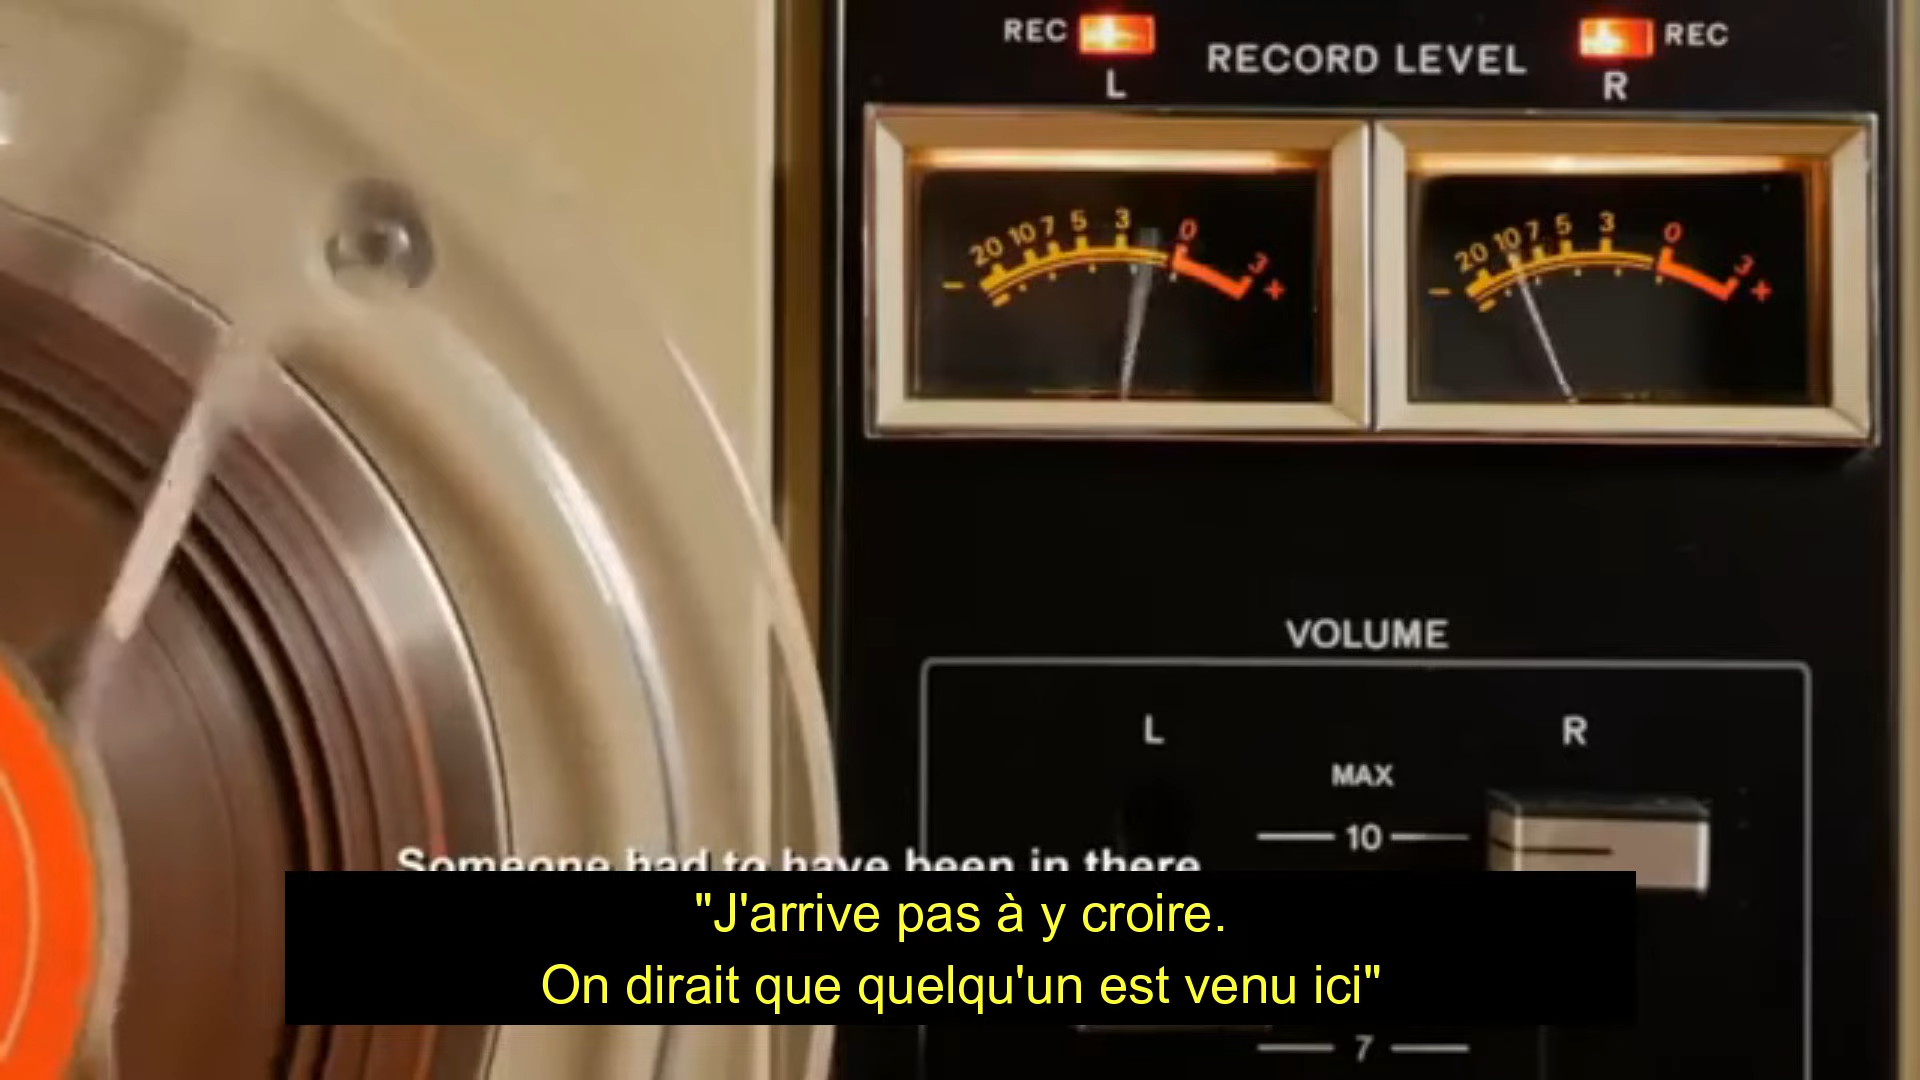 REC RECORD LEVEL REC
L R
20 10 7 5 3 0 3
- +
20 10 7 5 3 0 3
- +
VOLUME
L R
MAX
10
Someone had to have been in there
"J'arrive pas à y croire.
On dirait que quelqu'un est venu ici"
7